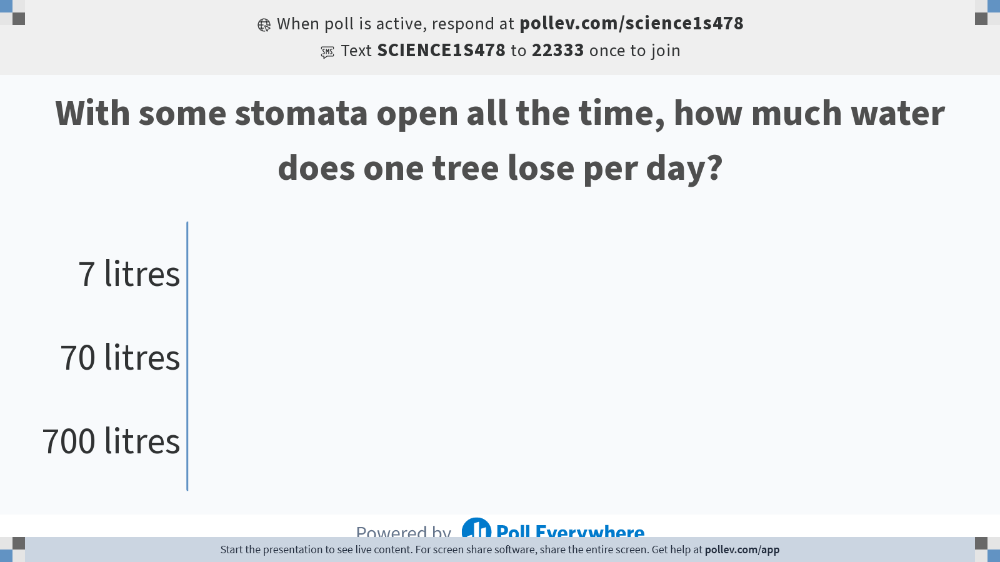 When poll is active, respond at pollev.com/science1s478
SMS Text SCIENCE1S478 to 22333 once to join
With some stomata open all the time, how much water
does one tree lose per day?
7 litres
70 litres
700 litres
Powered by Poll Everywhere
Start the presentation to see live content. For screen share software, share the entire screen. Get help at pollev.com/app